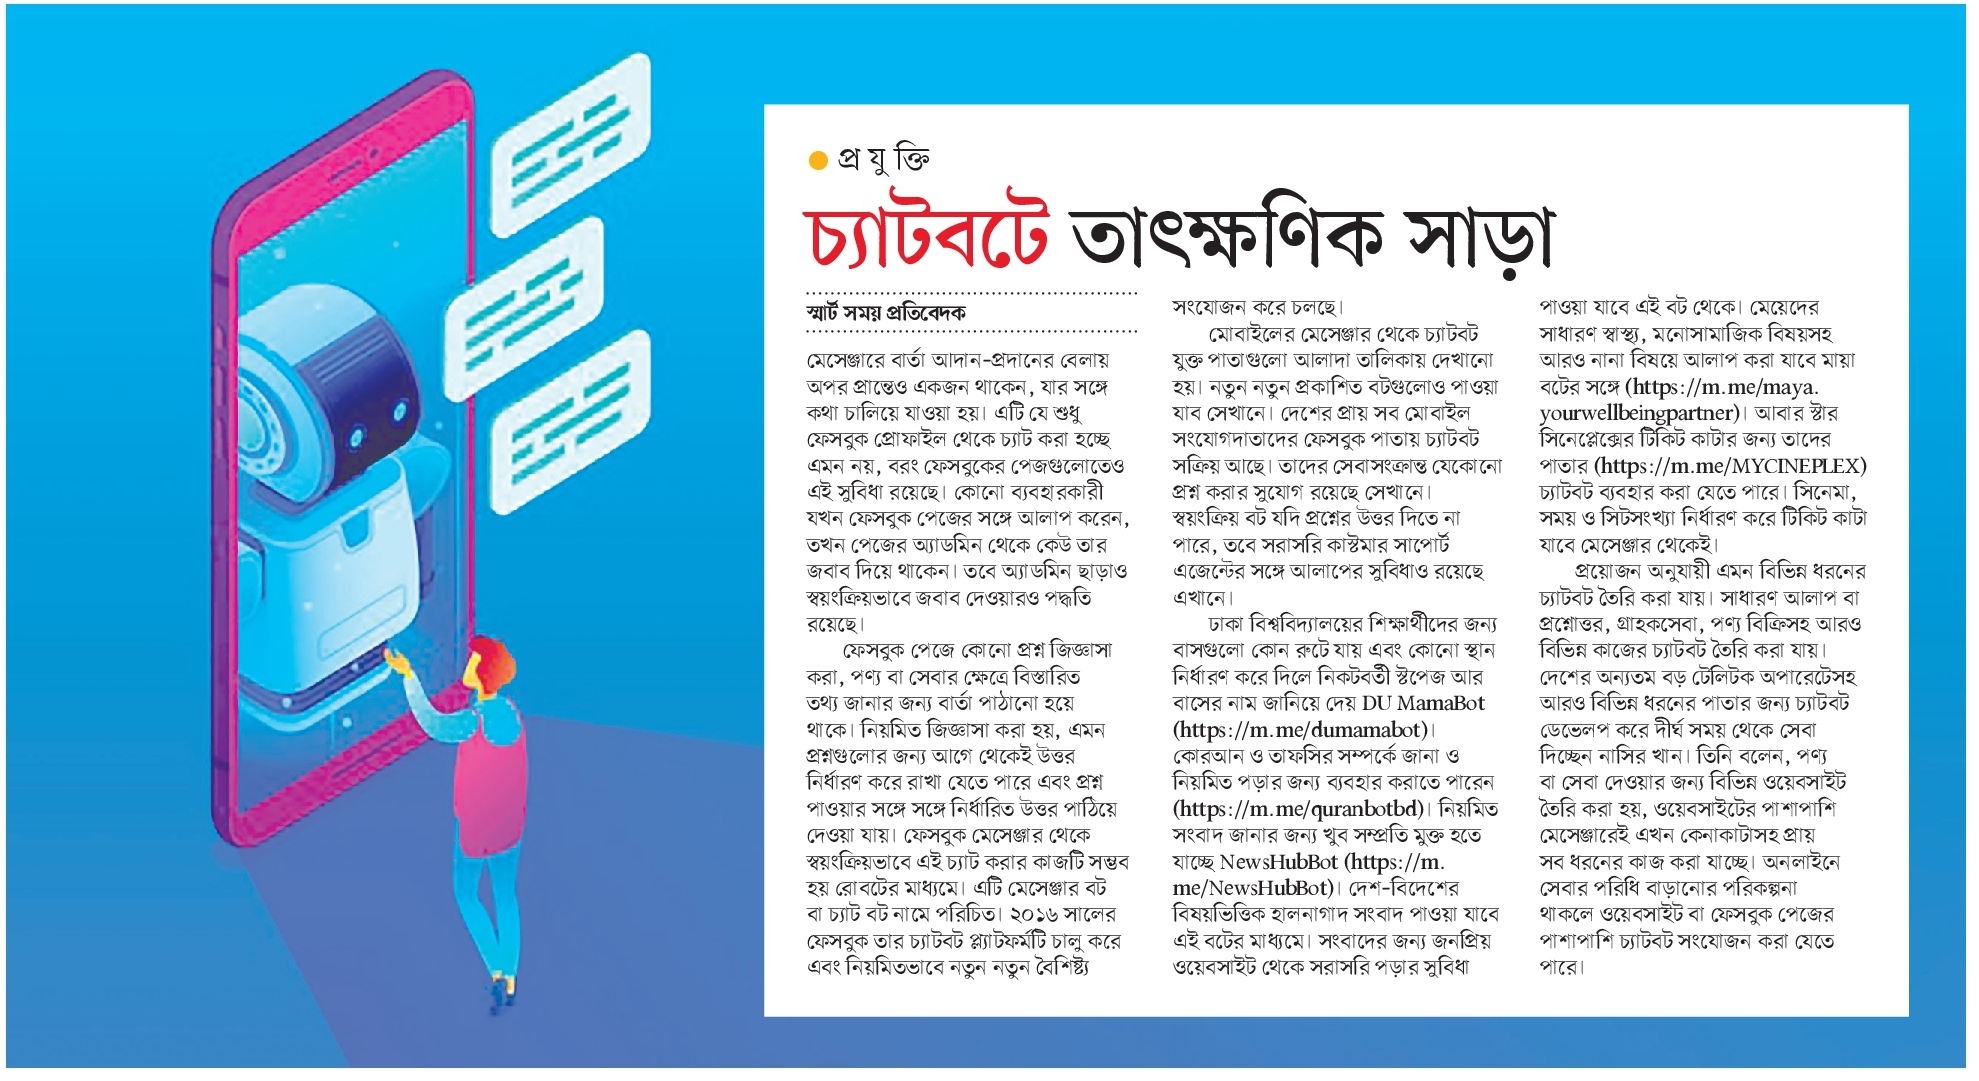 প্র যু ক্তি
চ্যাটবটে তাৎক্ষণিক সাড়া
স্মার্ট সময় প্রতিবেদক
মেসেঞ্জারে বার্তা আদান-প্রদানের বেলায়
অপর প্রান্তেও একজন থাকেন, যার সঙ্গে
কথা চালিয়ে যাওয়া হয়। এটি যে শুধু
ফেসবুক প্রোফাইল থেকে চ্যাট করা হচ্ছে
এমন নয়, বরং ফেসবুকের পেজগুলোতেও
এই সুবিধা রয়েছে। কোনো ব্যবহারকারী
যখন ফেসবুক পেজের সঙ্গে আলাপ করেন,
তখন পেজের অ্যাডমিন থেকে কেউ তার
জবাব দিয়ে থাকেন। তবে অ্যাডমিন ছাড়াও
স্বয়ংক্রিয়ভাবে জবাব দেওয়ারও পদ্ধতি
রয়েছে।
ফেসবুক পেজে কোনো প্রশ্ন জিজ্ঞাসা
করা, পণ্য বা সেবার ক্ষেত্রে বিস্তারিত
তথ্য জানার জন্য বার্তা পাঠানো হয়ে
থাকে। নিয়মিত জিজ্ঞাসা করা হয়, এমন
প্রশ্নগুলোর জন্য আগে থেকেই উত্তর
নির্ধারণ করে রাখা যেতে পারে এবং প্রশ্ন
পাওয়ার সঙ্গে সঙ্গে নির্ধারিত উত্তর পাঠিয়ে
দেওয়া যায়। ফেসবুক মেসেঞ্জার থেকে
স্বয়ংক্রিয়ভাবে এই চ্যাট করার কাজটি সম্ভব
হয় রোবটের মাধ্যমে। এটি মেসেঞ্জার বট
বা চ্যাট বট নামে পরিচিত। ২০১৬ সালের
ফেসবুক তার চ্যাটবট প্ল্যাটফর্মটি চালু করে
এবং নিয়মিতভাবে নতুন নতুন বৈশিষ্ট্য
সংযোজন করে চলছে।
মোবাইলের মেসেঞ্জার থেকে চ্যাটবট
যুক্ত পাতাগুলো আলাদা তালিকায় দেখানো
হয়। নতুন নতুন প্রকাশিত বটগুলোও পাওয়া
যাব সেখানে। দেশের প্রায় সব মোবাইল
সংযোগদাতাদের ফেসবুক পাতায় চ্যাটবট
সক্রিয় আছে। তাদের সেবাসংক্রান্ত যেকোনো
প্রশ্ন করার সুযোগ রয়েছে সেখানে।
স্বয়ংক্রিয় বট যদি প্রশ্নের উত্তর দিতে না
পারে, তবে সরাসরি কাস্টমার সাপোর্ট
এজেন্টের সঙ্গে আলাপের সুবিধাও রয়েছে
এখানে।
ঢাকা বিশ্ববিদ্যালয়ের শিক্ষার্থীদের জন্য
বাসগুলো কোন রুটে যায় এবং কোনো স্থান
নির্ধারণ করে দিলে নিকটবর্তী স্টপেজ আর
বাসের নাম জানিয়ে দেয় DU MamaBot
(https://m.me/dumamabot)।
কোরআন ও তাফসির সম্পর্কে জানা ও
নিয়মিত পড়ার জন্য ব্যবহার করাতে পারেন
(https://m.me/quranbotbd)। নিয়মিত
সংবাদ জানার জন্য খুব সম্প্রতি মুক্ত হতে
যাচ্ছে NewsHubBot (https://m.
me/NewsHubBot)। দেশ-বিদেশের
বিষয়ভিত্তিক হালনাগাদ সংবাদ পাওয়া যাবে
এই বটের মাধ্যমে। সংবাদের জন্য জনপ্রিয়
ওয়েবসাইট থেকে সরাসরি পড়ার সুবিধা
পাওয়া যাবে এই বট থেকে। মেয়েদের
সাধারণ স্বাস্থ্য, মনোসামাজিক বিষয়সহ
আরও নানা বিষয়ে আলাপ করা যাবে মায়া
বটের সঙ্গে (https://m.me/maya.
yourwellbeingpartner)। আবার স্টার
সিনেপ্লেক্সের টিকিট কাটার জন্য তাদের
পাতার (https://m.me/MYCINEPLEX)
চ্যাটবট ব্যবহার করা যেতে পারে। সিনেমা,
সময় ও সিটসংখ্যা নির্ধারণ করে টিকিট কাটা
যাবে মেসেঞ্জার থেকেই।
প্রয়োজন অনুযায়ী এমন বিভিন্ন ধরনের
চ্যাটবট তৈরি করা যায়। সাধারণ আলাপ বা
প্রশ্নোত্তর, গ্রাহকসেবা, পণ্য বিক্রিসহ আরও
বিভিন্ন কাজের চ্যাটবট তৈরি করা যায়।
দেশের অন্যতম বড় টেলিটক অপারেটেসহ
আরও বিভিন্ন ধরনের পাতার জন্য চ্যাটবট
ডেভেলপ করে দীর্ঘ সময় থেকে সেবা
দিচ্ছেন নাসির খান। তিনি বলেন, পণ্য
বা সেবা দেওয়ার জন্য বিভিন্ন ওয়েবসাইট
তৈরি করা হয়, ওয়েবসাইটের পাশাপাশি
মেসেঞ্জারেই এখন কেনাকাটাসহ প্রায়
সব ধরনের কাজ করা যাচ্ছে। অনলাইনে
সেবার পরিধি বাড়ানোর পরিকল্পনা
থাকলে ওয়েবসাইট বা ফেসবুক পেজের
পাশাপাশি চ্যাটবট সংযোজন করা যেতে
পারে।